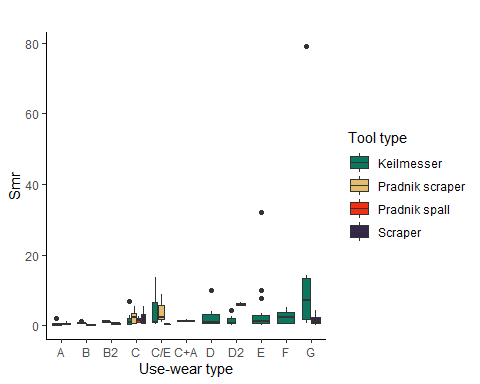 80
60
40
20
0
Smr
A B B2 C C/E C+A D D2 E F G
Use-wear type
Tool type
Keilmesser
Pradnik scraper
Pradnik spall
Scraper